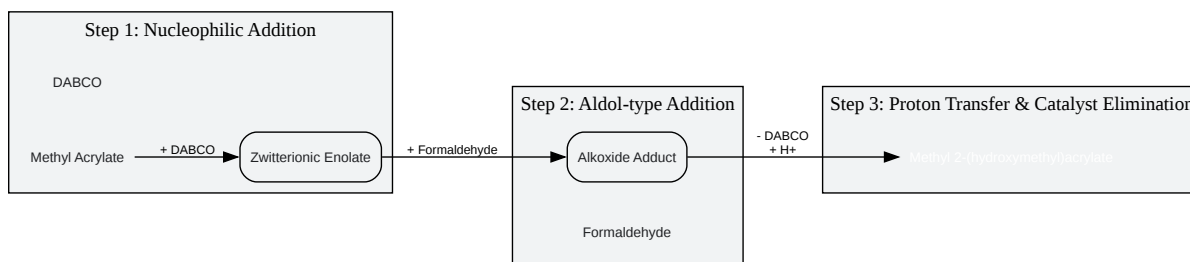 Step 1: Nucleophilic Addition
DABCO
Methyl Acrylate
+ DABCO
Zwitterionic Enolate
+ Formaldehyde
Step 2: Aldol-type Addition
Alkoxide Adduct
Formaldehyde
- DABCO
+ H+
Step 3: Proton Transfer & Catalyst Elimination
Methyl 2-(hydroxymethyl)acrylate